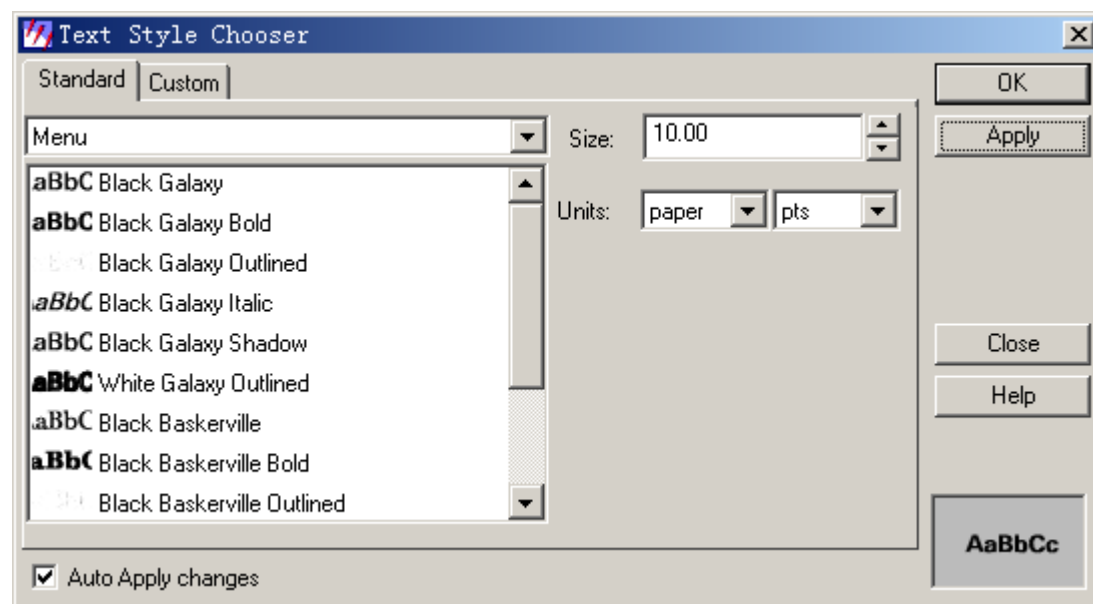 Text Style Chooser
Standard Custom
OK
Menu
Size: 10.00
Apply
aBbC Black Galaxy
Units: paper pts
aBbC Black Galaxy Bold
Black Galaxy Outlined
aBbC Black Galaxy Italic
aBbC Black Galaxy Shadow
Close
aBbC White Galaxy Outlined
Help
aBbC Black Baskerville
aBbC Black Baskerville Bold
Black Baskerville Outlined
AaBbCc
Auto Apply changes